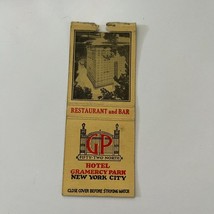 RESTAURANT and BAR
GP
FIFTY-TWO NORTH
HOTEL
GRAMERCY PARK
NEW YORK CITY
CLOSE COVER BEFORE STRIKING MATCH